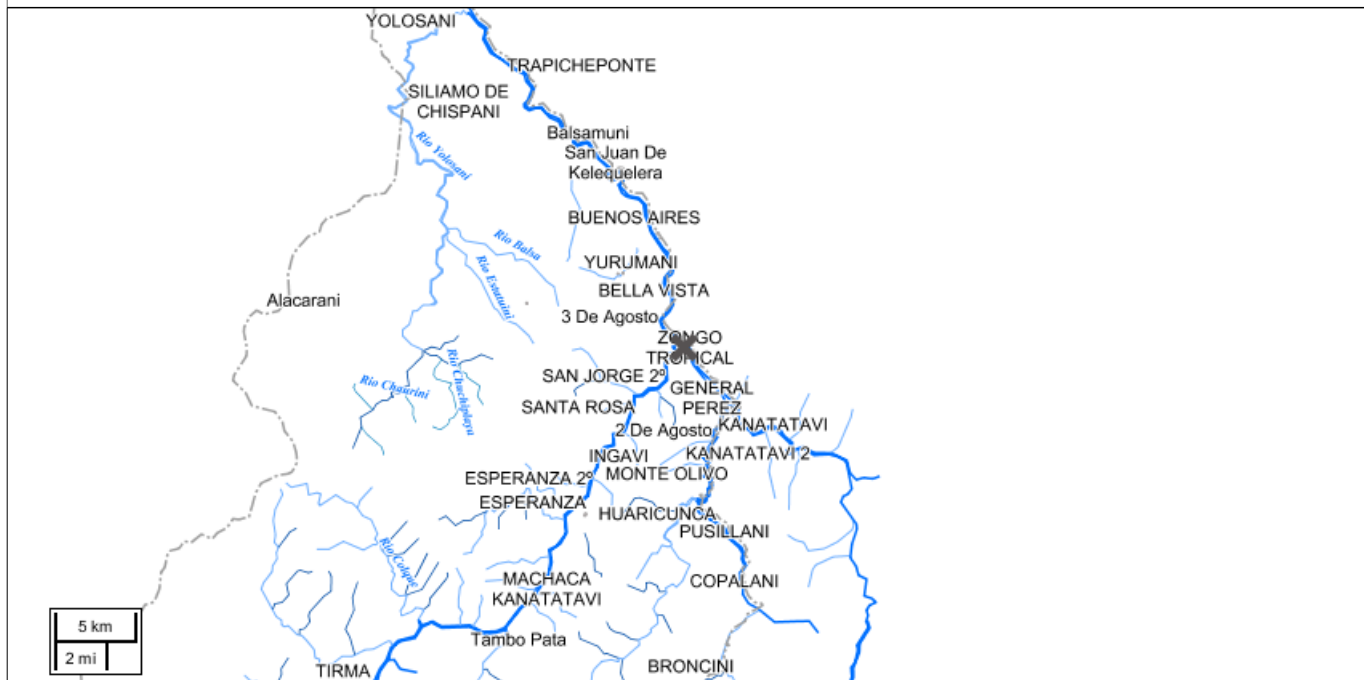 YOLOSANI
TRAPICHEPONTE
SILIAMO DE
CHISPANI
Balsamuni
Rio Yolosani
San Juan De
Kelequelera
BUENOS AIRES
Rio Balsa
YURUMANI
Rio Estatuini
BELLA VISTA
Alacarani
3 De Agosto
ZONGO
TROPICAL
SAN JORGE 2º
Rio Chaurini
Rio Chuchiplaya
GENERAL
PEREZ
SANTA ROSA
2 De Agosto
KANATATAVI
INGAVI
KANATATAVI 2
ESPERANZA 2º
MONTE OLIVO
ESPERANZA
HUARICUNCA
PUSILLANI
Rio Colque
MACHACA
KANATATAVI
COPALANI
5 km
2 mi
Tambo Pata
BRONCINI
TIRMA